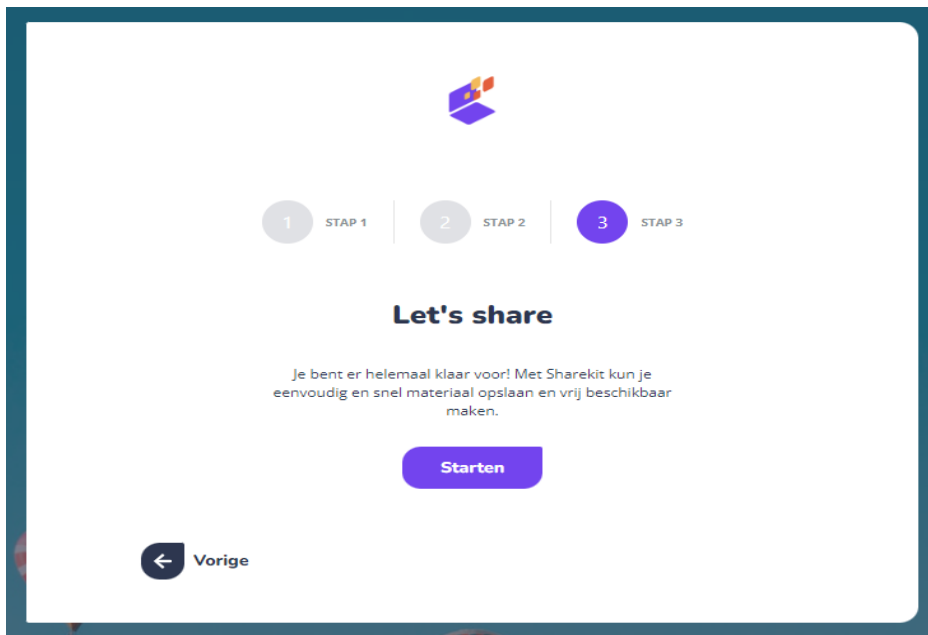 1 STAP 1 2 STAP 2 3 STAP 3
Let's share
Je bent er helemaal klaar voor! Met Sharekit kun je
eenvoudig en snel materiaal opslaan en vrij beschikbaar
maken.
Starten
Vorige